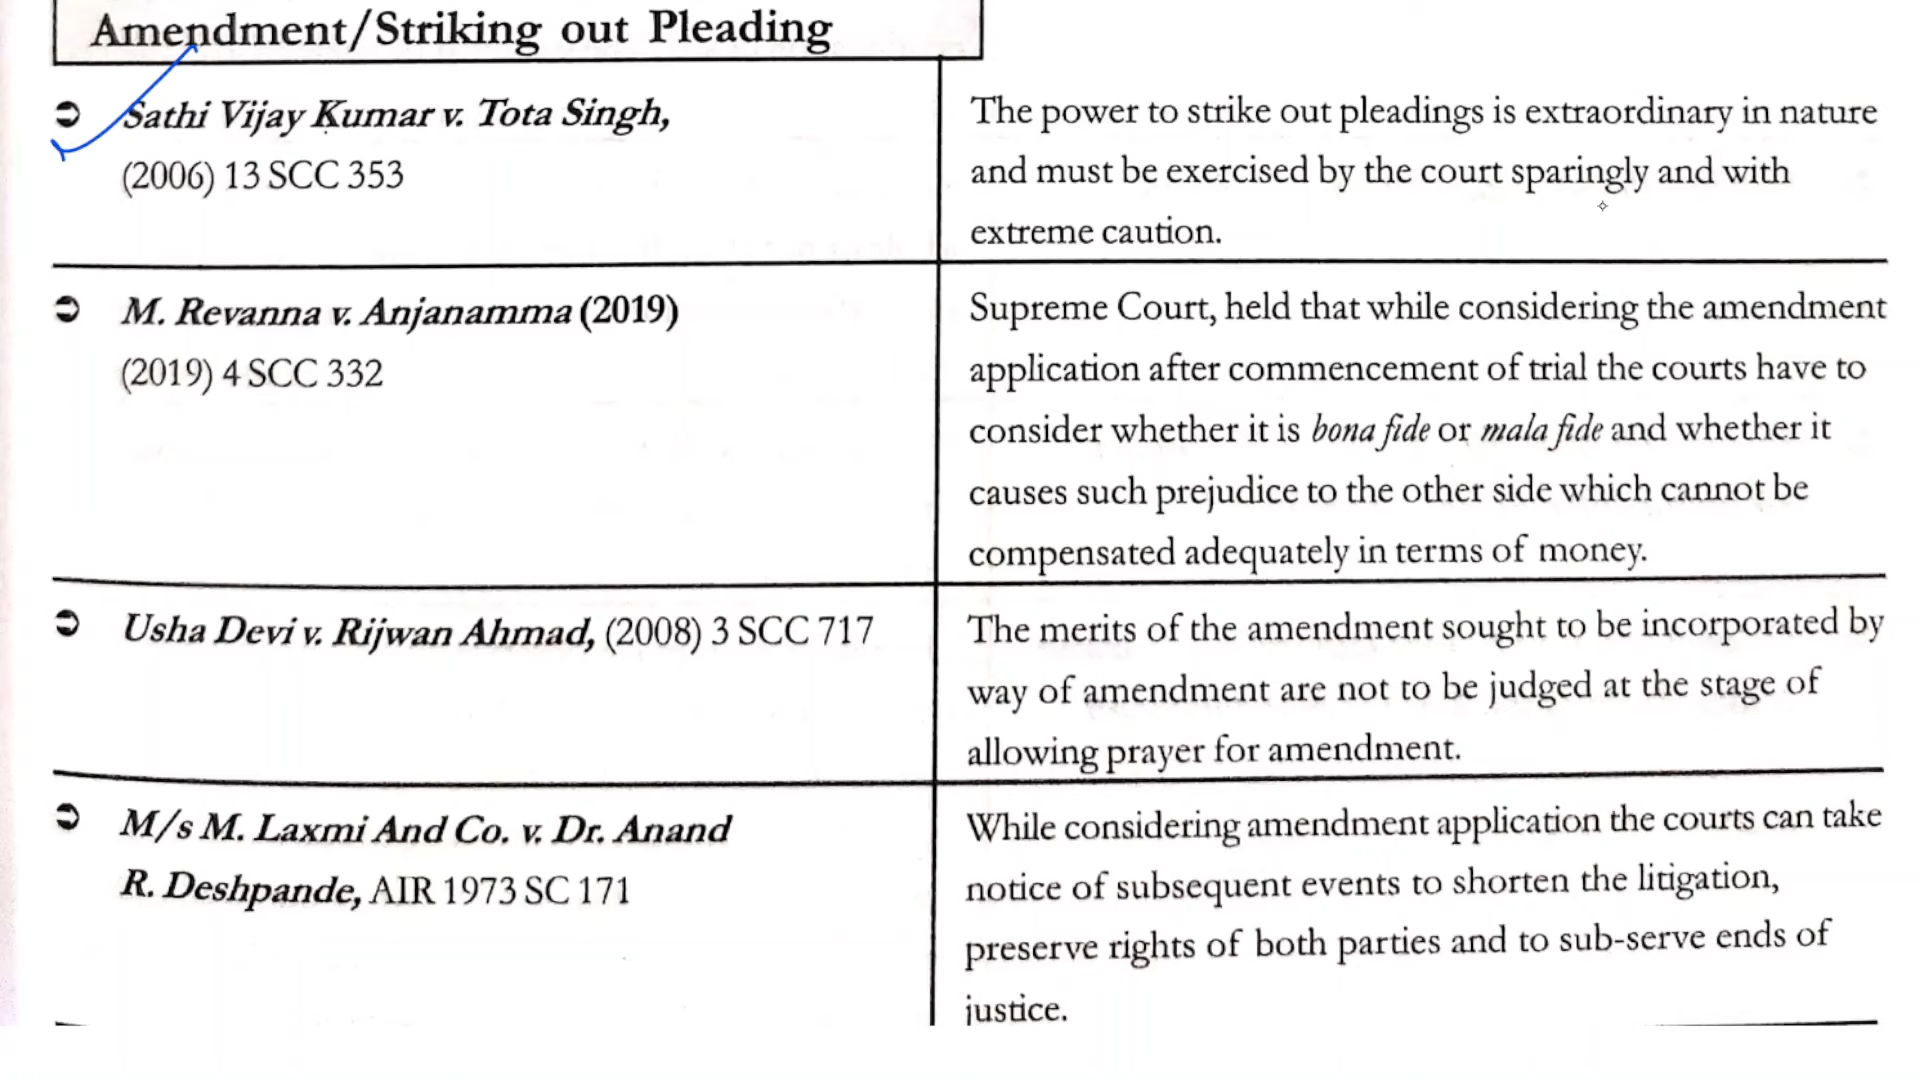 Amendment/Striking out Pleading
➲ Sathi Vijay Kumar v. Tota Singh,
(2006) 13 SCC 353
The power to strike out pleadings is extraordinary in nature
and must be exercised by the court sparingly and with
extreme caution.
➲ M. Revanna v. Anjanamma (2019)
(2019) 4 SCC 332
Supreme Court, held that while considering the amendment
application after commencement of trial the courts have to
consider whether it is bona fide or mala fide and whether it
causes such prejudice to the other side which cannot be
compensated adequately in terms of money.
➲ Usha Devi v. Rijwan Ahmad, (2008) 3 SCC 717
The merits of the amendment sought to be incorporated by
way of amendment are not to be judged at the stage of
allowing prayer for amendment.
➲ M/s M. Laxmi And Co. v. Dr. Anand
R. Deshpande, AIR 1973 SC 171
While considering amendment application the courts can take
notice of subsequent events to shorten the litigation,
preserve rights of both parties and to sub-serve ends of
justice.